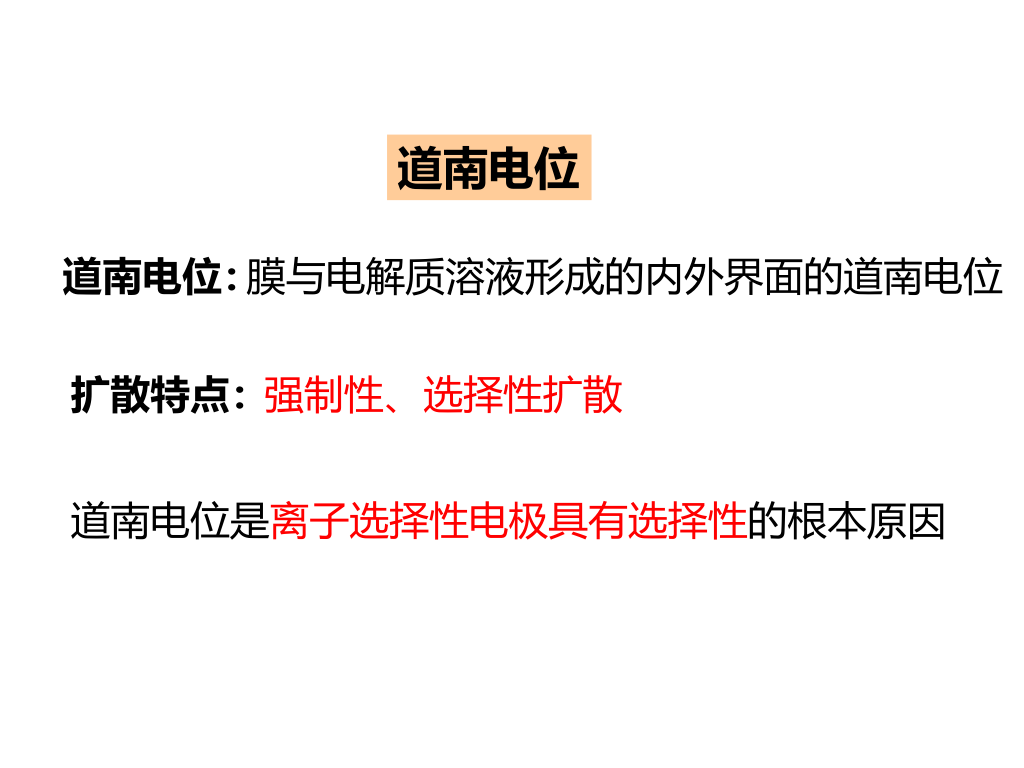 道南电位
道南电位：膜与电解质溶液形成的内外界面的道南电位
扩散特点：强制性、选择性扩散
道南电位是离子选择性电极具有选择性的根本原因